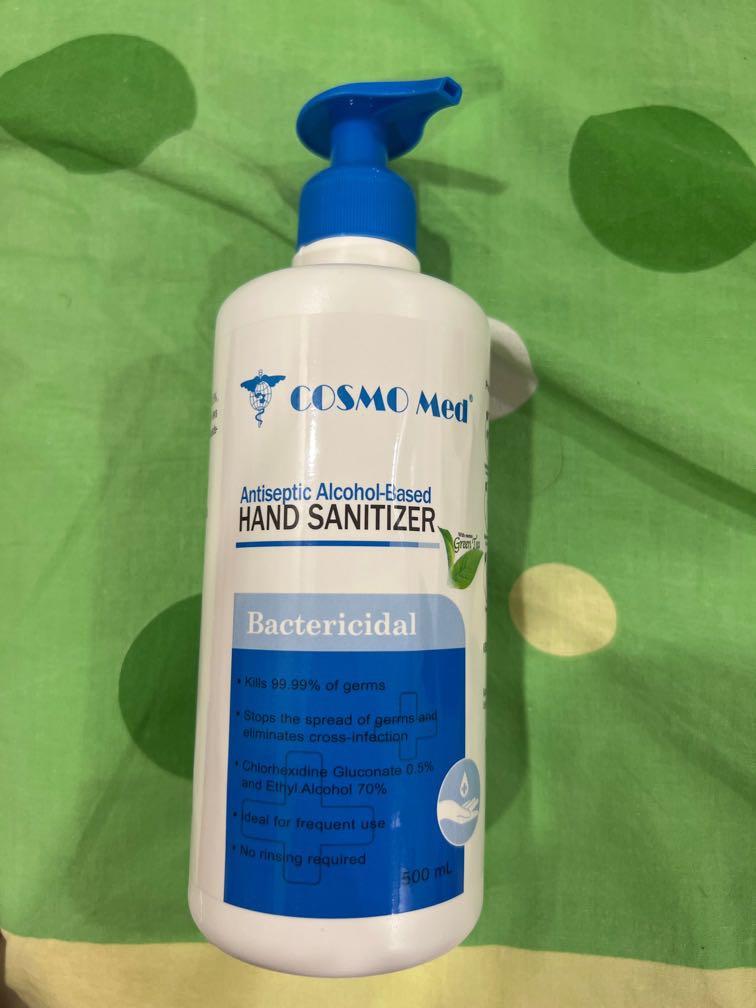 COSMO Med®
Antiseptic Alcohol-Based
HAND SANITIZER
Green Tea
Bactericidal
• Kills 99.99% of germs
• Stops the spread of germs and
eliminates cross-infection
• Chlorhexidine Gluconate 0.5%
and Ethyl Alcohol 70%
• Ideal for frequent use
• No rinsing required
500 mL